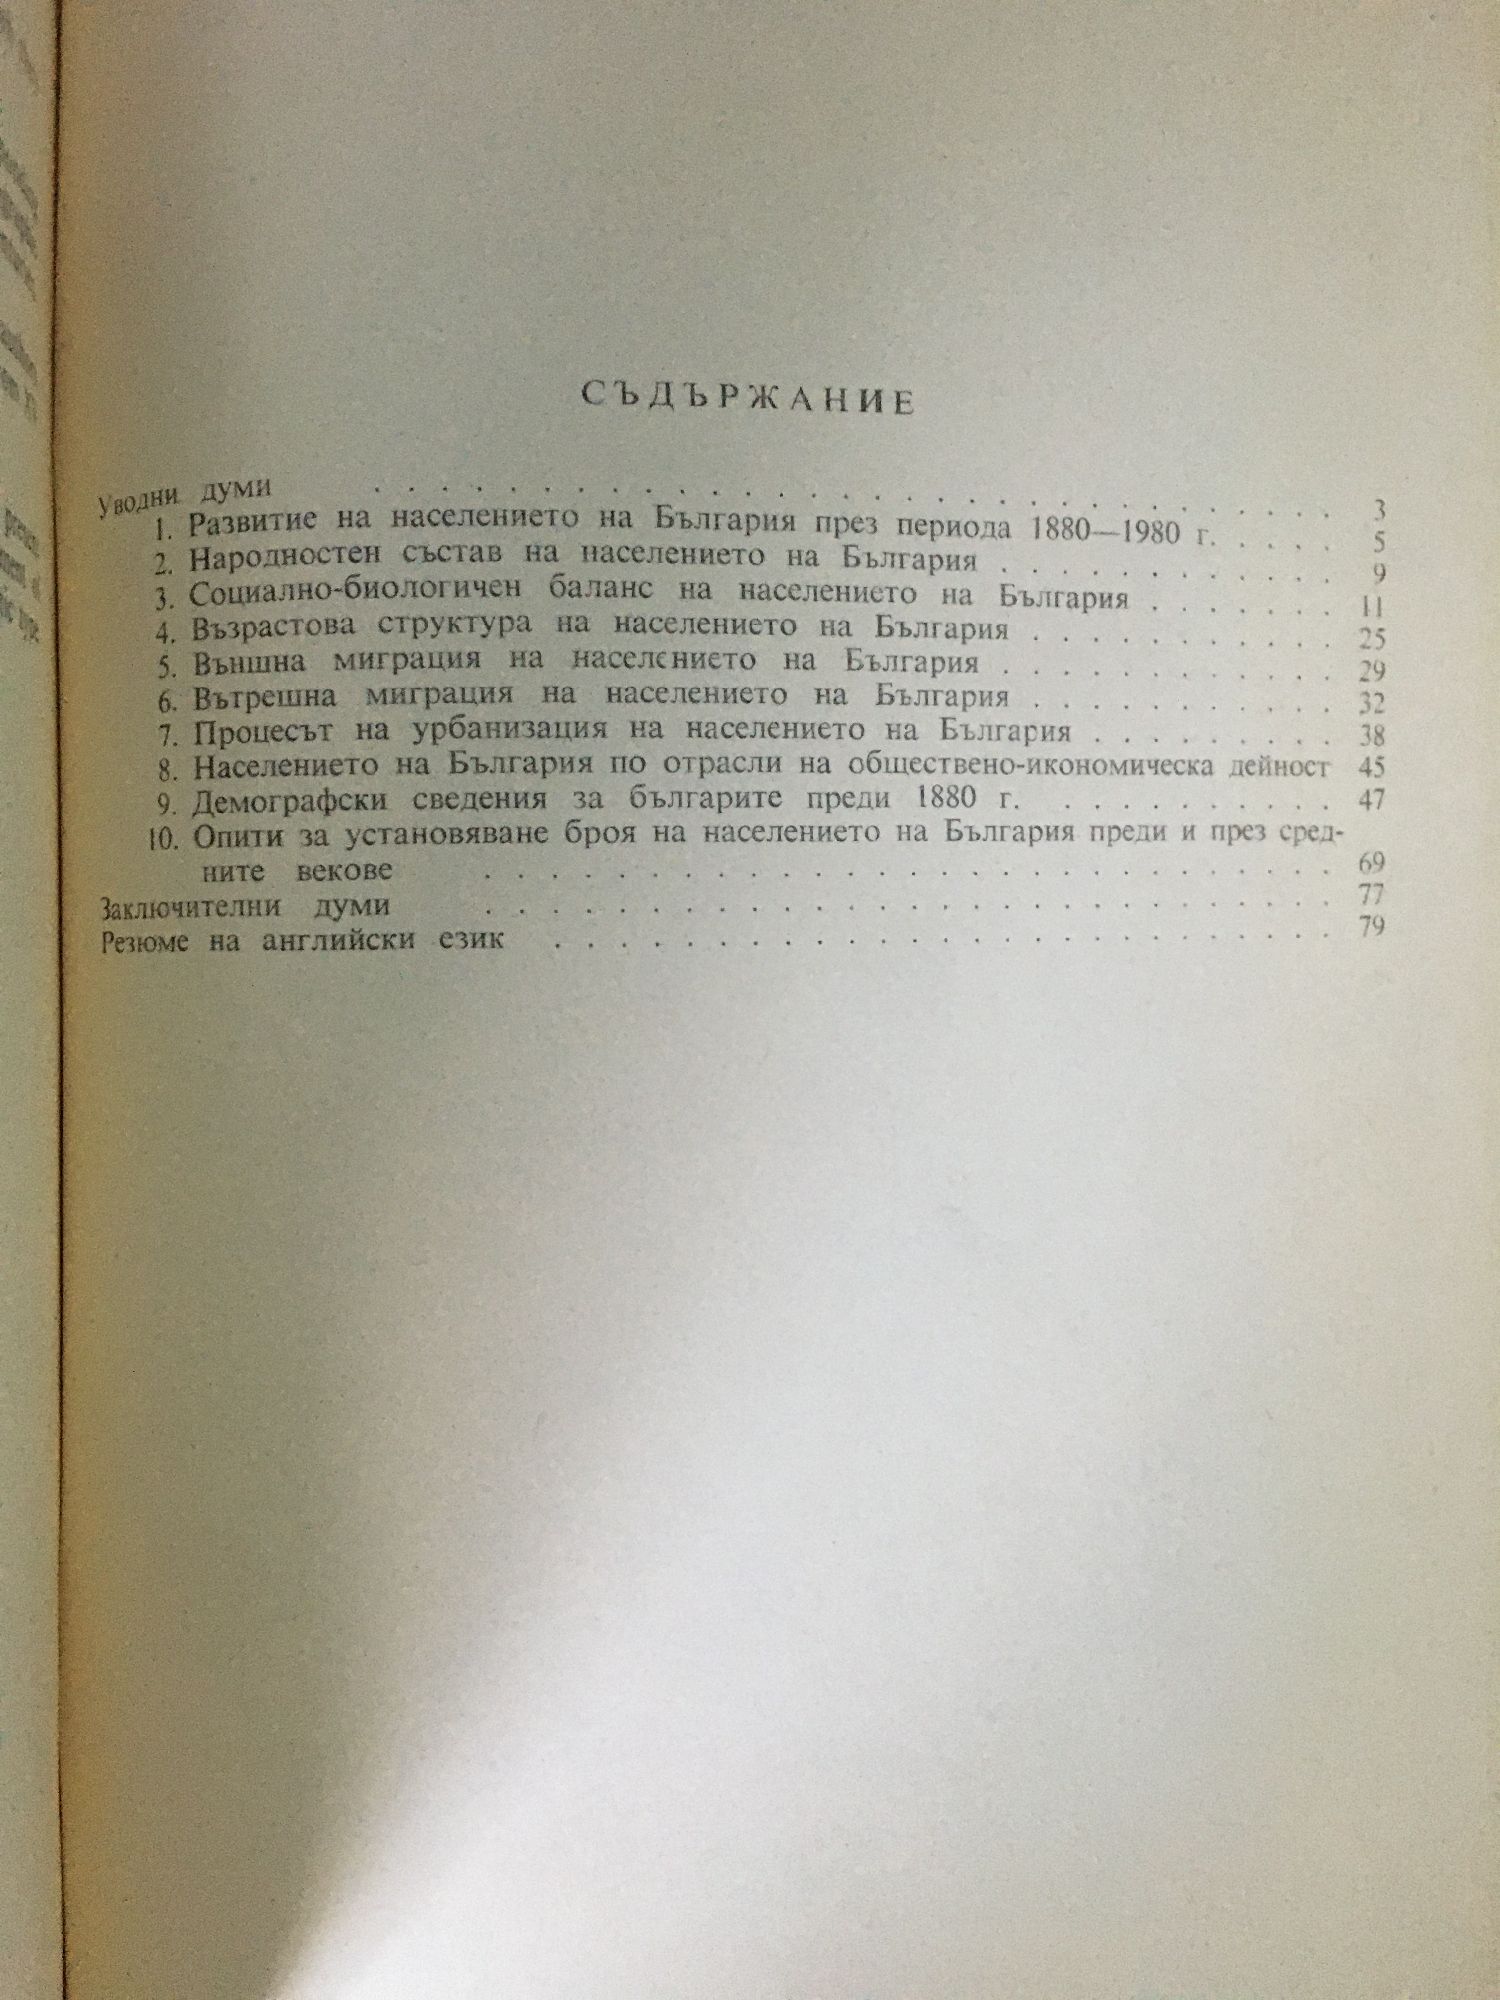 СЪДЪРЖАНИЕ
Уводни думи . . . . . . . . . . . . . . . . . . . . . . . . . . . . . 3
1. Развитие на населението на България през периода 1880—1980 г. . . . . 5
2. Народностен състав на населението на България . . . . . . . . . . . 9
3. Социално-биологичен баланс на населението на България . . . . . . 11
4. Възрастова структура на населението на България . . . . . . . . . . 25
5. Външна миграция на населението на България . . . . . . . . . . . 29
6. Вътрешна миграция на населението на България . . . . . . . . . . 32
7. Процесът на урбанизация на населението на България . . . . . . . . 38
8. Населението на България по отрасли на обществено-икономическа дейност 45
9. Демографски сведения за българите преди 1880 г. . . . . . . . . . 47
10. Опити за установяване броя на населението на България преди и през сред-
ните векове . . . . . . . . . . . . . . . . . . . . . . . . . . 69
Заключителни думи . . . . . . . . . . . . . . . . . . . . . . . . . . 77
Резюме на английски език . . . . . . . . . . . . . . . . . . . . . . . . 79